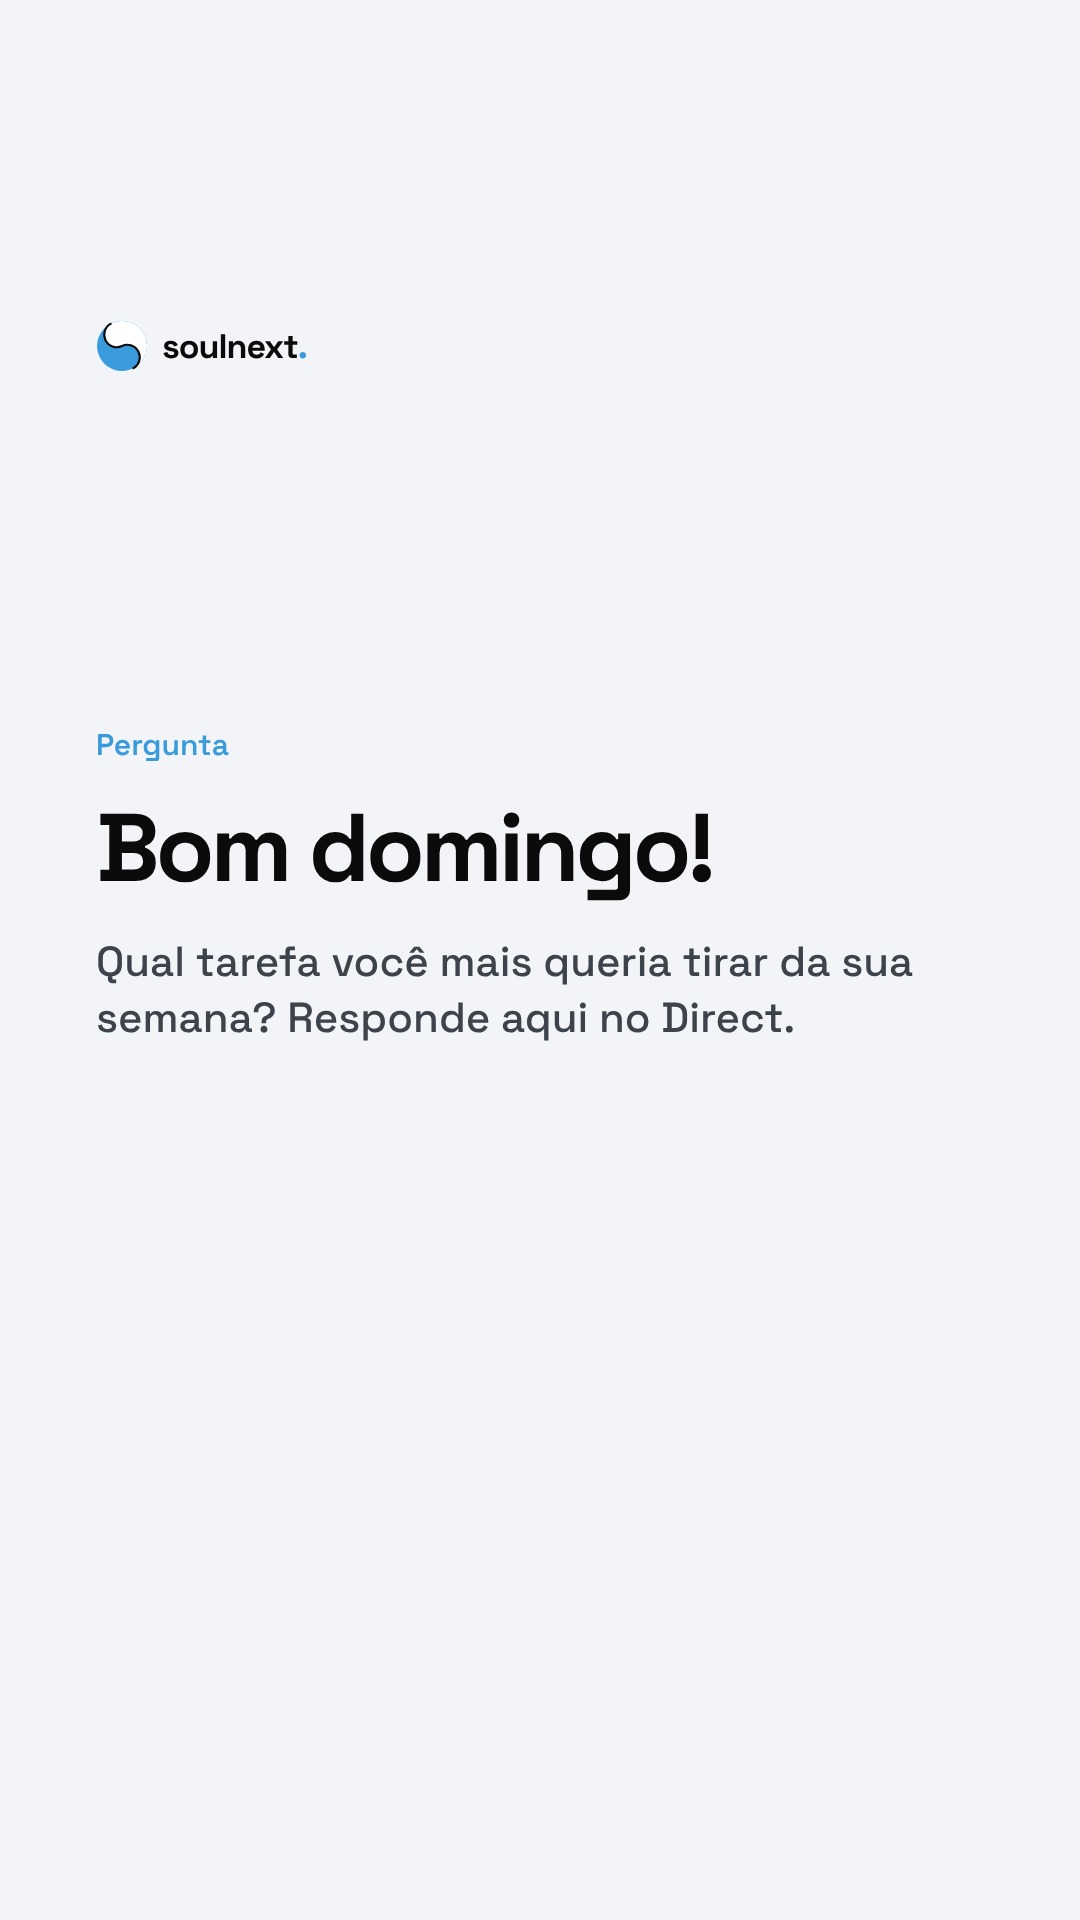 soulnext.
Pergunta
Bom domingo!
Qual tarefa você mais queria tirar da sua
semana? Responde aqui no Direct.